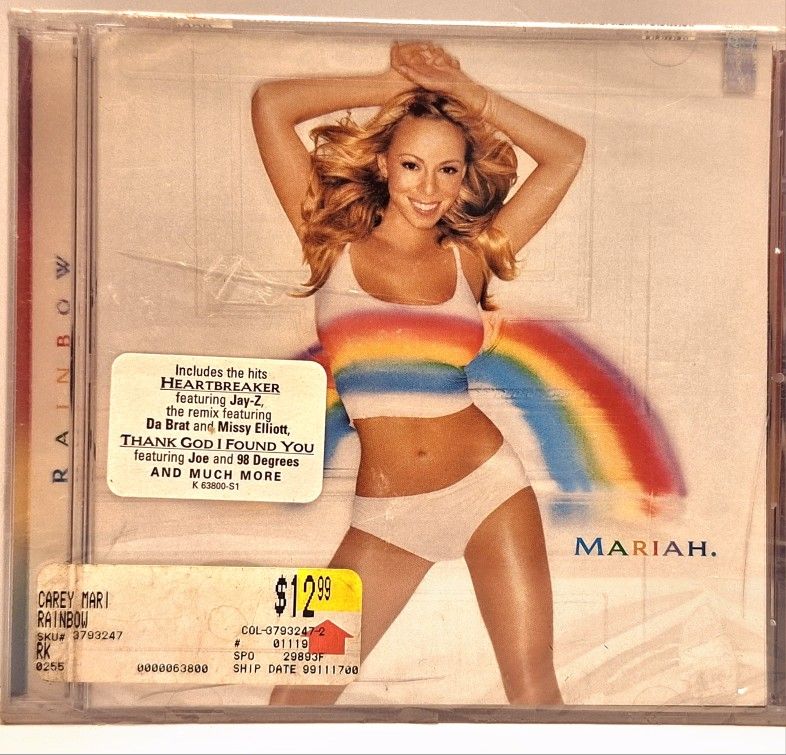 RAINBOW
Includes the hits
HEARTBREAKER
featuring Jay-Z,
the remix featuring
Da Brat and Missy Elliott,
THANK GOD I FOUND YOU
featuring Joe and 98 Degrees
AND MUCH MORE
K 63800-S1
MARIAH.
CAREY MARI
RAINBOW
SKU# 3793247
RK
0255
0000063800
$12.99
COL-3793247-2
# 01119
SPO 29893F
SHIP DATE 99111700